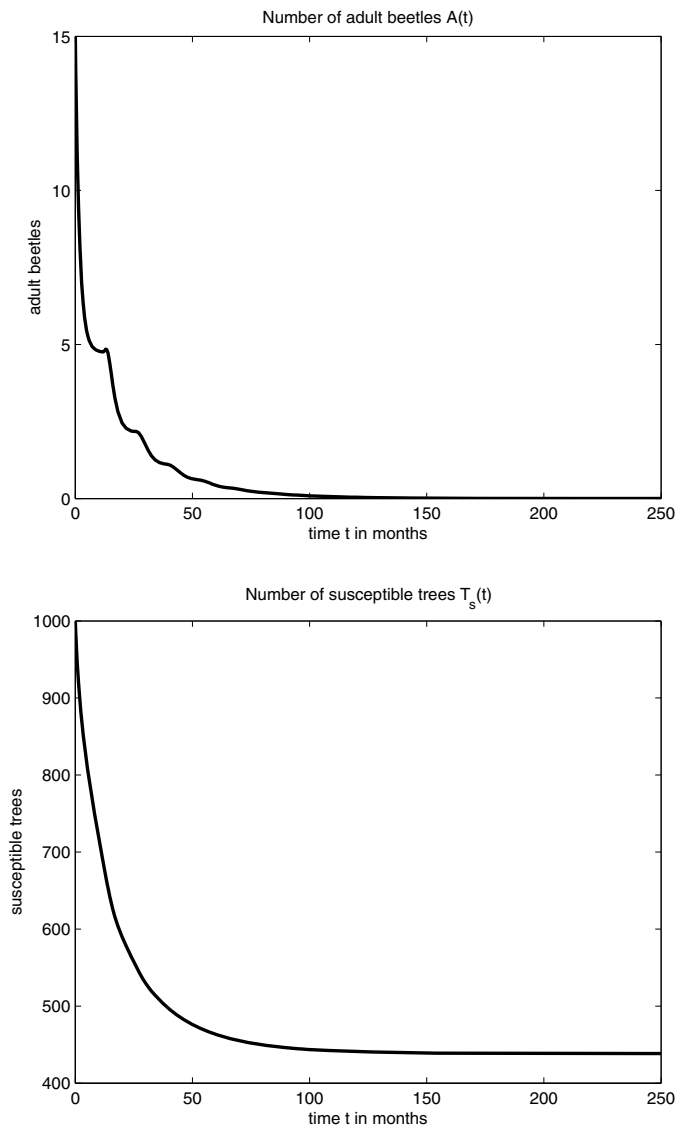 Number of adult beetles A(t)
15
10
5
0
adult beetles
0 50 100 150 200 250
time t in months
Number of susceptible trees T_s(t)
1000
900
800
700
600
500
400
susceptible trees
0 50 100 150 200 250
time t in months